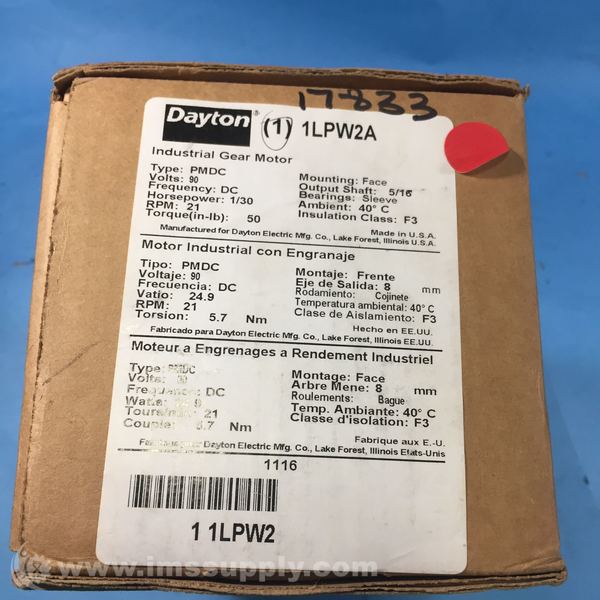 17833
Dayton® (1) 1LPW2A
Industrial Gear Motor
Type: PMDC
Volts: 90
Frequency: DC
Horsepower: 1/30
RPM: 21
Torque(in-lb): 50
Mounting: Face
Output Shaft: 5/16
Bearings: Sleeve
Ambient: 40° C
Insulation Class: F3
Made in U.S.A.
Manufactured for Dayton Electric Mfg. Co., Lake Forest, Illinois U.S.A.
Motor Industrial con Engranaje
Tipo: PMDC
Voltaje: 90
Frecuencia: DC
Vatio: 24.9
RPM: 21
Torsion: 5.7 Nm
Montaje: Frente
Eje de Salida: 8 mm
Rodamiento: Cojinete
Temperatura ambiental: 40° C
Clase de Aislamiento: F3
Hecho en EE.UU.
Fabricado para Dayton Electric Mfg. Co., Lake Forest, Illinois EE.UU.
Moteur a Engrenages a Rendement Industriel
Type: PMDC
Volts:
DC
Watts:
21
Couple: 5.7 Nm
Montage: Face
Arbre Mene: 8 mm
Roulements: Bague
Temp. Ambiante: 40° C
Classe d'isolation: F3
Fabrique aux E.-U.
Dayton Electric Mfg. Co., Lake Forest, Illinois Etats-Unis
1116
1 1LPW2
www.imssupply.com